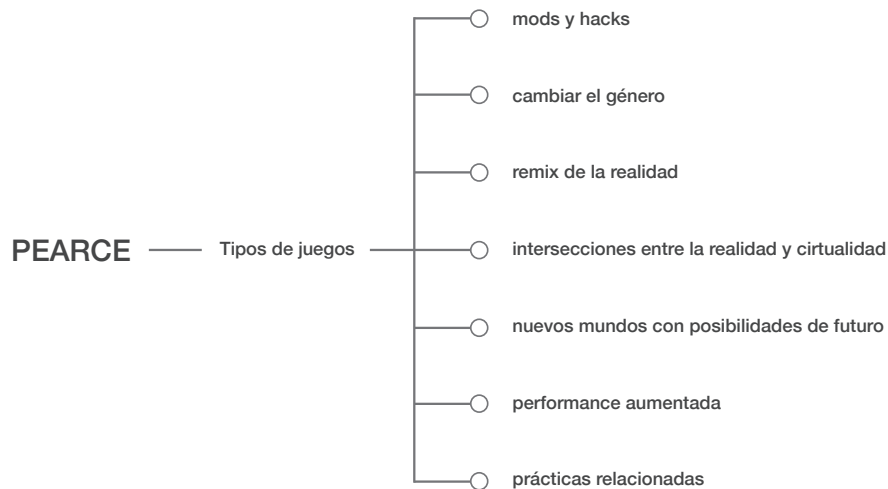 PEARCE
Tipos de juegos
mods y hacks
cambiar el género
remix de la realidad
intersecciones entre la realidad y cirtualidad
nuevos mundos con posibilidades de futuro
performance aumentada
prácticas relacionadas